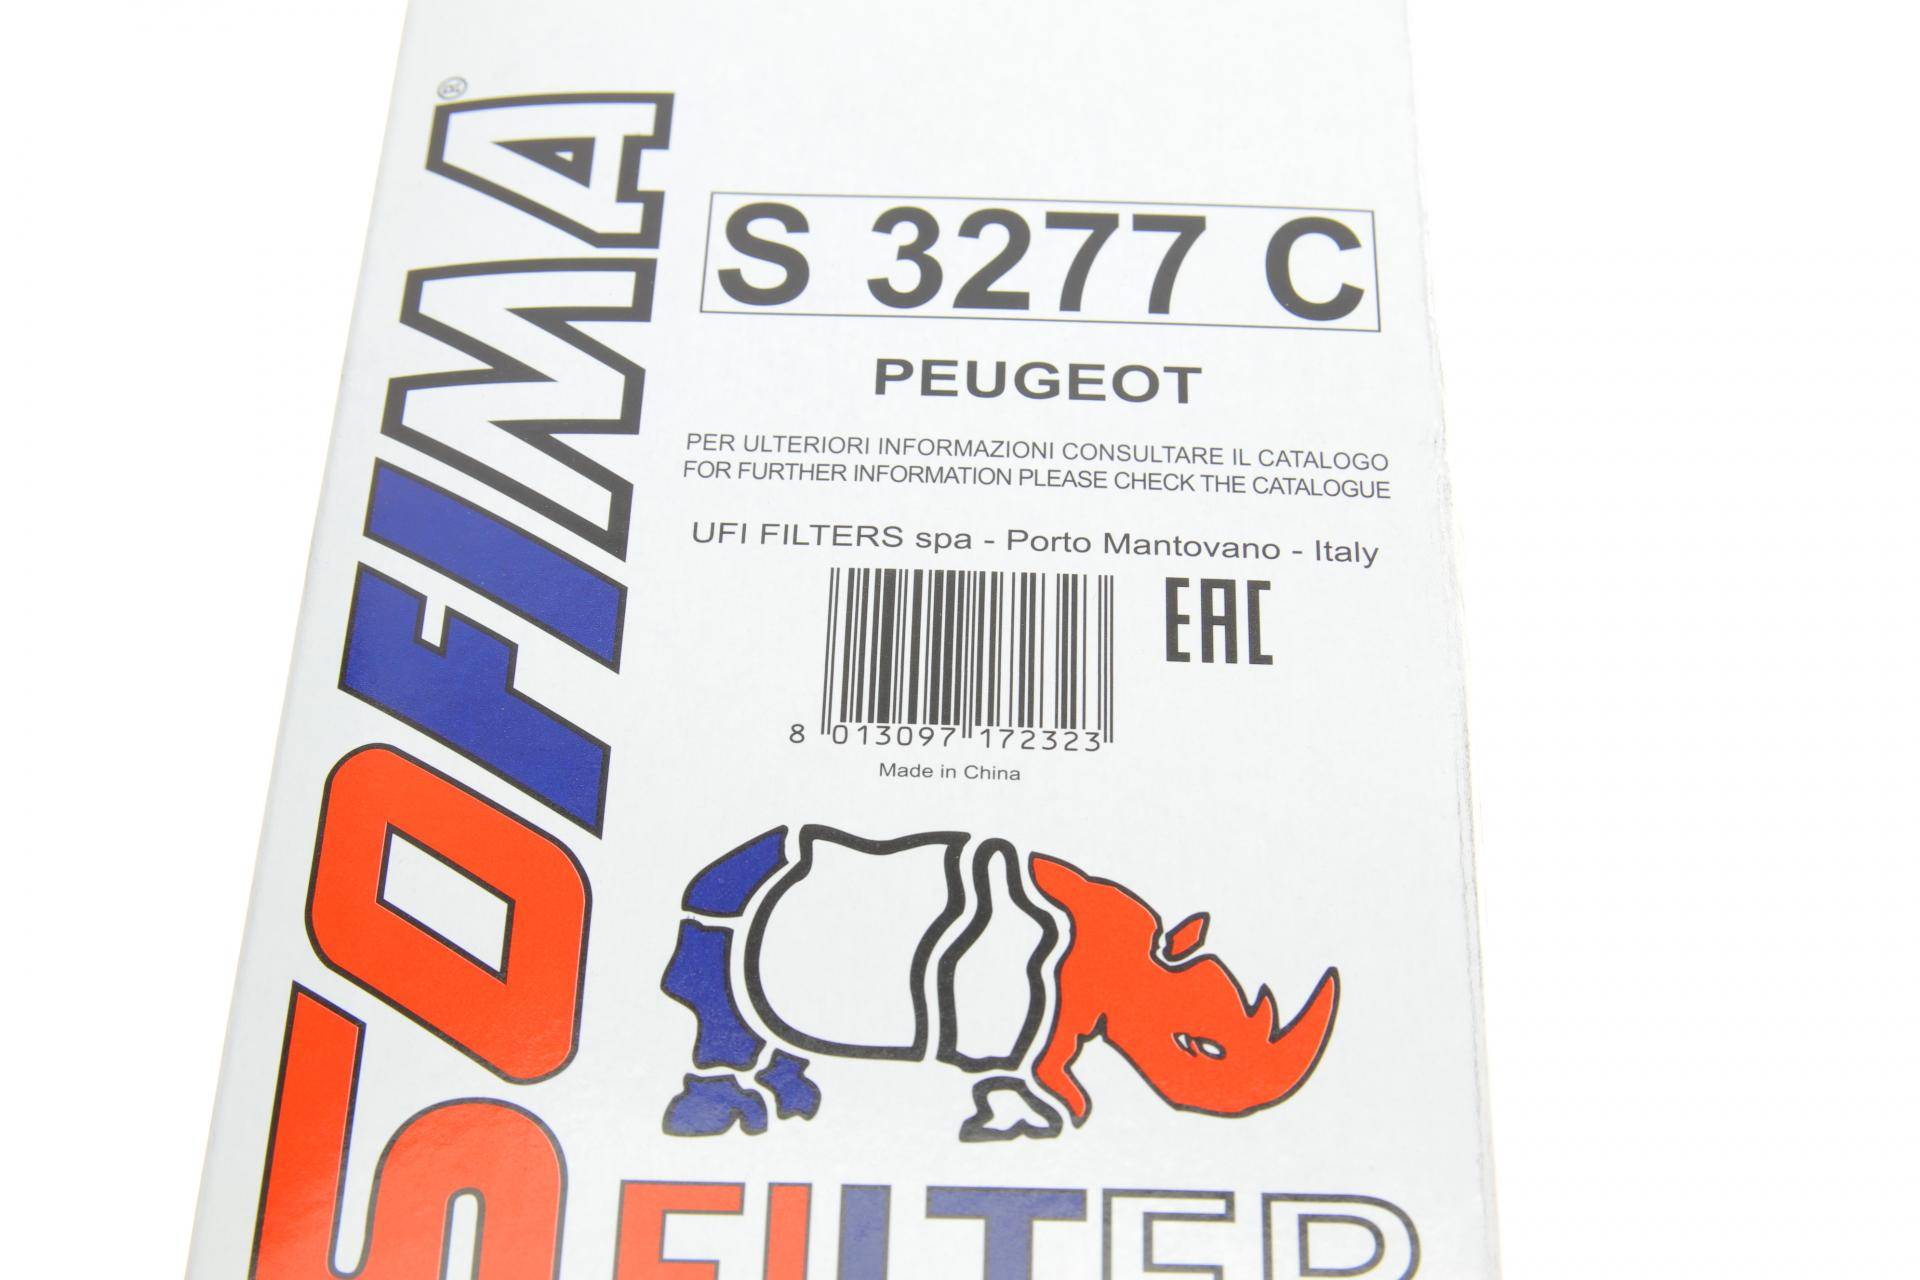 SOFIMA®
S 3277 C
PEUGEOT
PER ULTERIORI INFORMAZIONI CONSULTARE IL CATALOGO
FOR FURTHER INFORMATION PLEASE CHECK THE CATALOGUE
UFI FILTERS spa - Porto Mantovano - Italy
EAC
8 013097 172323
Made in China
FILTER